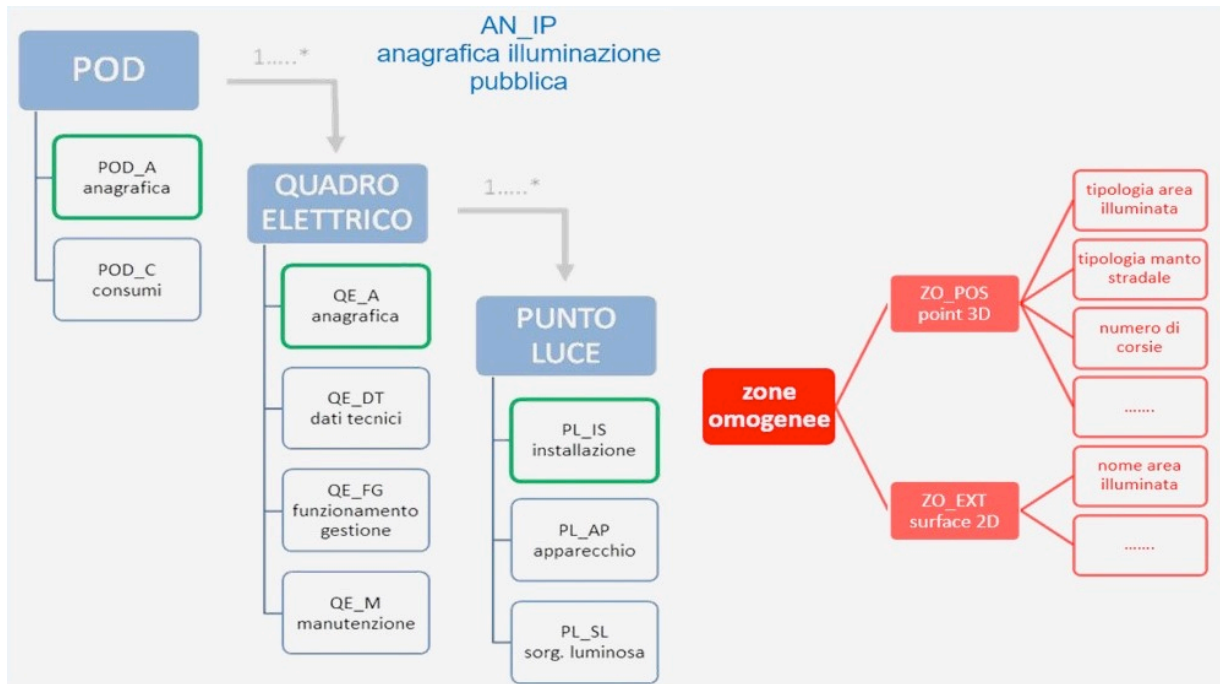 AN_IP
anagrafica illuminazione
pubblica
POD
1.....*
POD_A
anagrafica
POD_C
consumi
QUADRO
ELETTRICO
1.....*
QE_A
anagrafica
QE_DT
dati tecnici
QE_FG
funzionamento
gestione
QE_M
manutenzione
PUNTO
LUCE
PL_IS
installazione
PL_AP
apparecchio
PL_SL
sorg. luminosa
zone
omogenee
ZO_POS
point 3D
tipologia area
illuminata
tipologia manto
stradale
numero di
corsie
.......
ZO_EXT
surface 2D
nome area
illuminata
.......